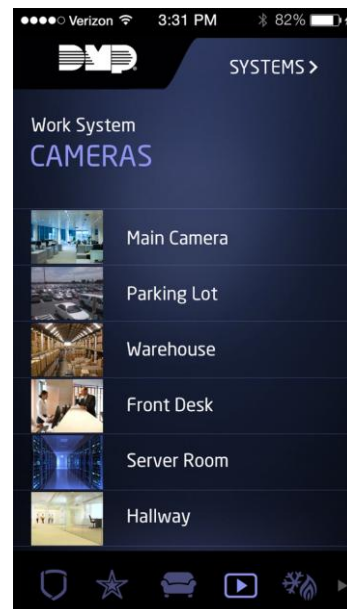 Verizon 3:31 PM 82%
DMP
SYSTEMS >
Work System
CAMERAS
Main Camera
Parking Lot
Warehouse
Front Desk
Server Room
Hallway